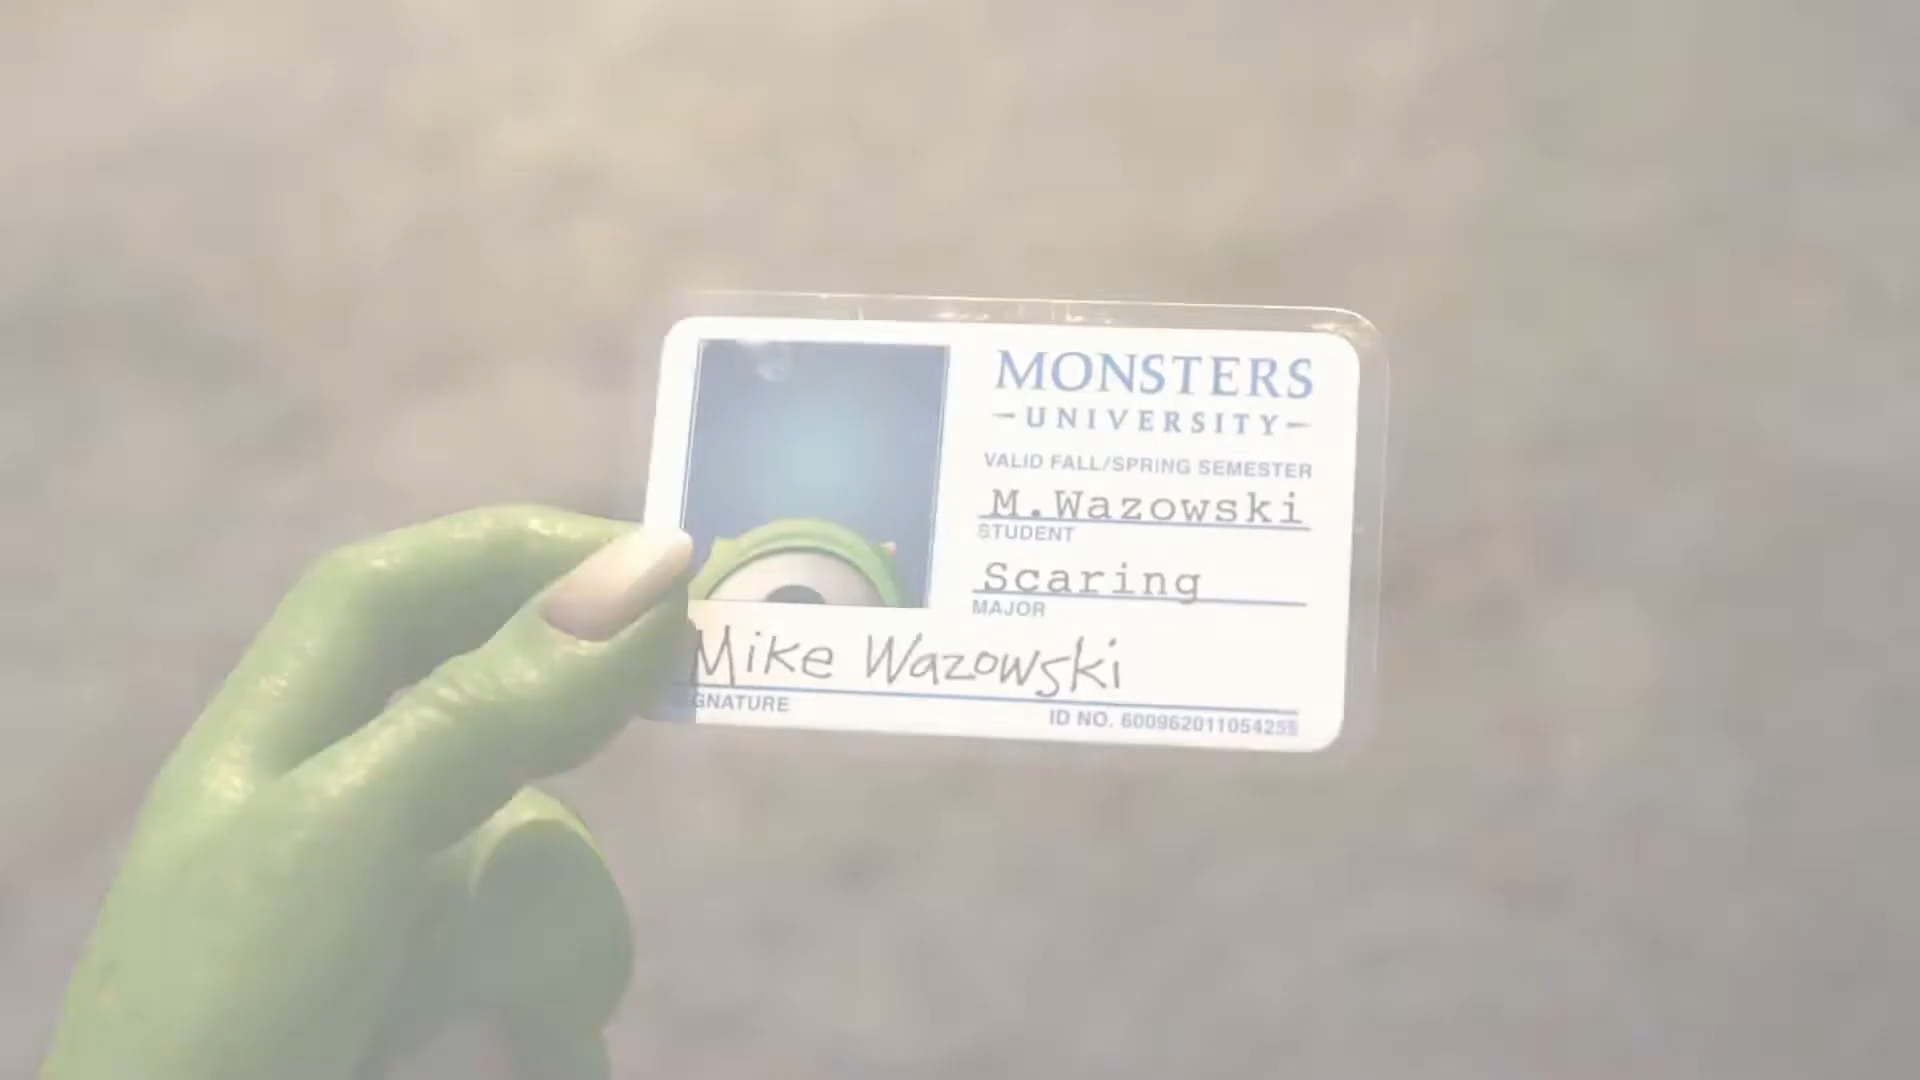 MONSTERS
-UNIVERSITY-
VALID FALL/SPRING SEMESTER
M.Wazowski
STUDENT
Scaring
MAJOR
Mike Wazowski
GNATURE
ID NO.